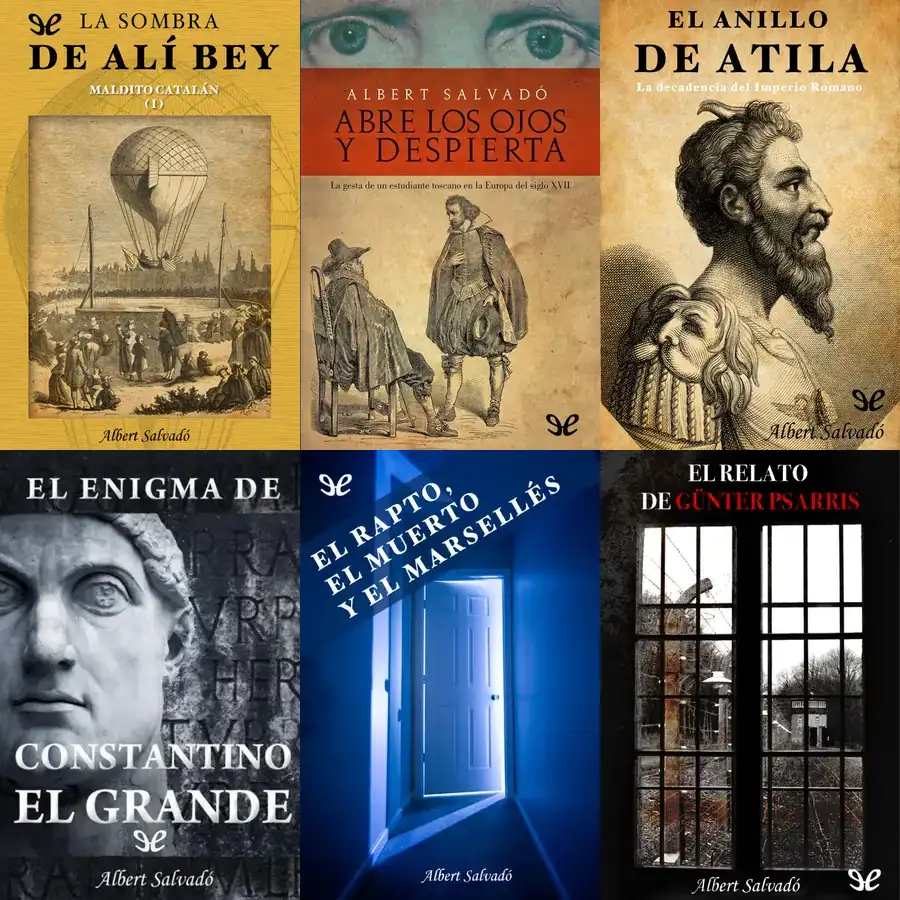 LA SOMBRA
DE ALÍ BEY
MALDITO CATALÁN
(I)
Albert Salvadó
ALBERT SALVADÓ
ABRE LOS OJOS
Y DESPIERTA
La gesta de un estudiante toscano en la Europa del siglo XVII
EL ANILLO
DE ATILA
La decadencia del Imperio Romano
Albert Salvadó
EL ENIGMA DE
CONSTANTINO
EL GRANDE
Albert Salvadó
EL RAPTO,
EL MUERTO
Y EL MARSELLÉS
Albert Salvadó
EL RELATO
DE GÜNTER PSARRIS
Albert Salvadó